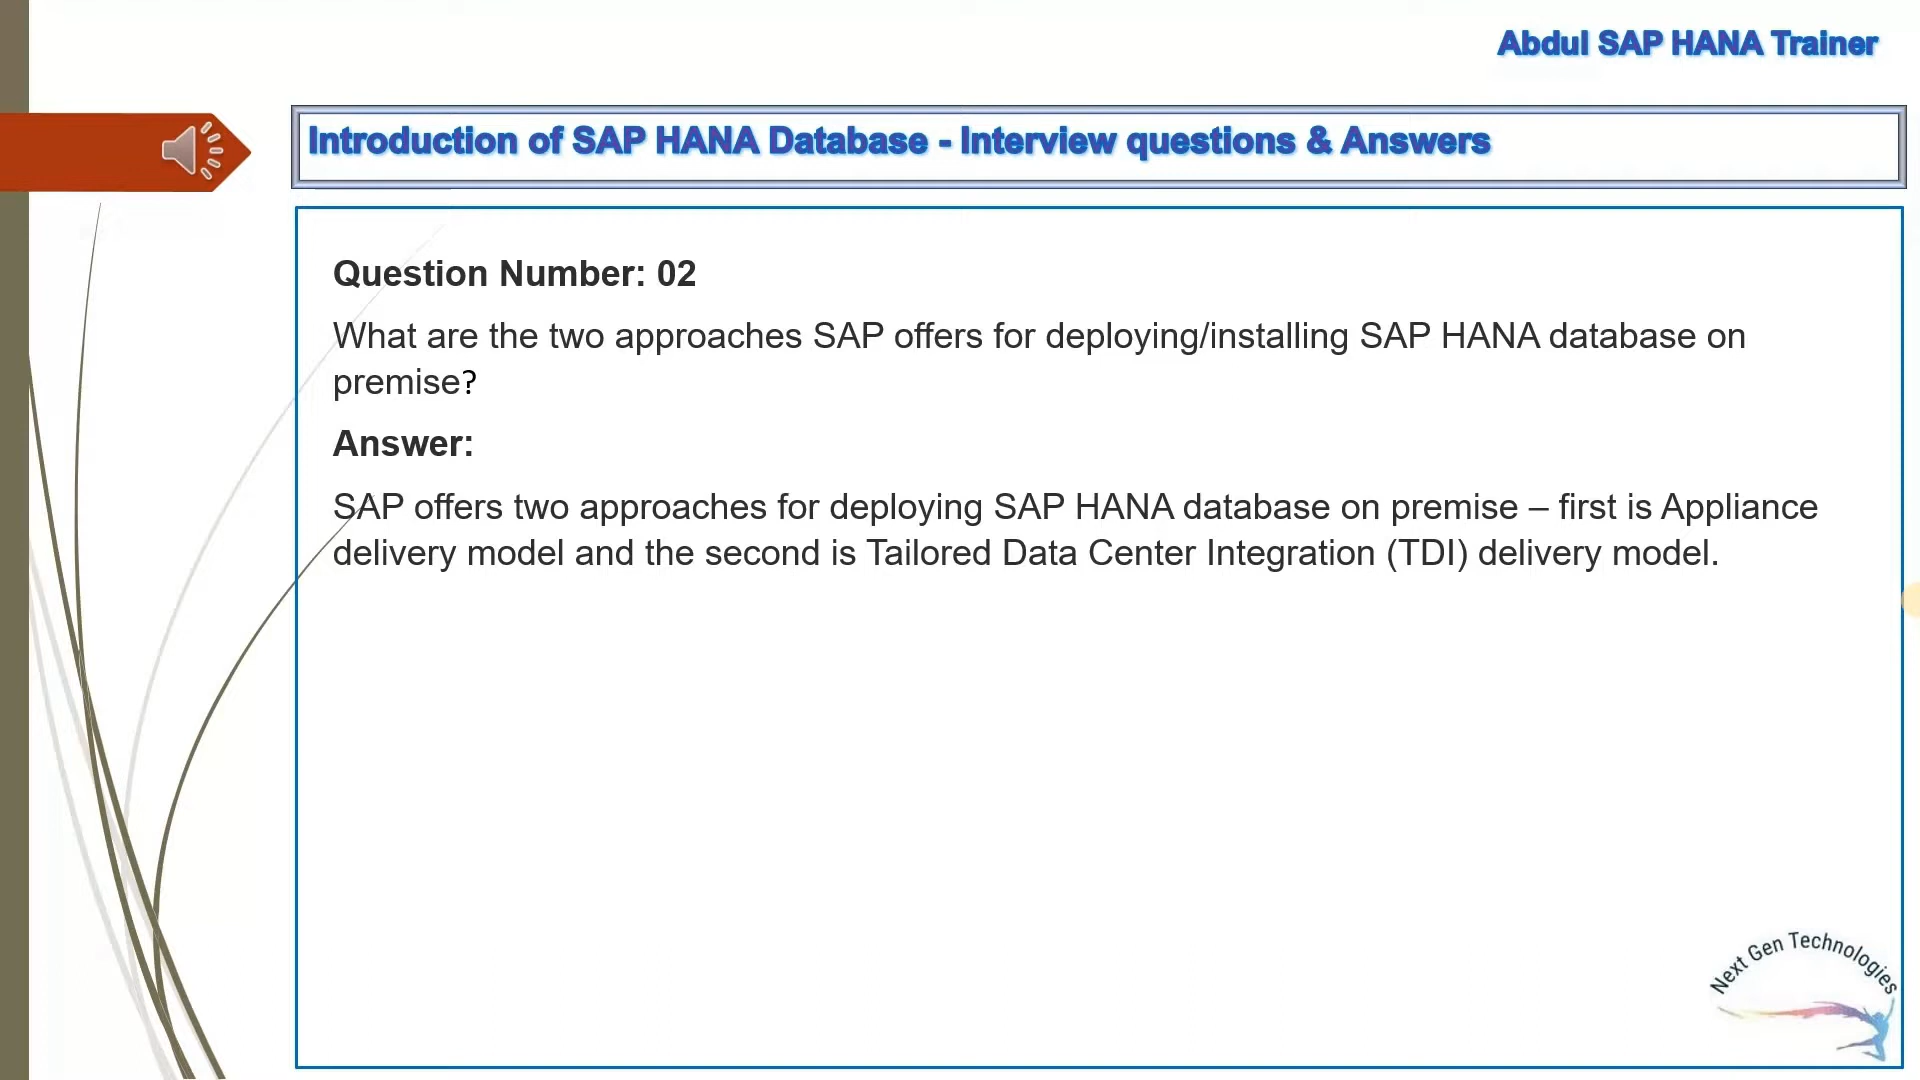 Abdul SAP HANA Trainer
Introduction of SAP HANA Database - Interview questions & Answers
Question Number: 02
What are the two approaches SAP offers for deploying/installing SAP HANA database on
premise?
Answer:
SAP offers two approaches for deploying SAP HANA database on premise – first is Appliance
delivery model and the second is Tailored Data Center Integration (TDI) delivery model.
Next Gen Technologies